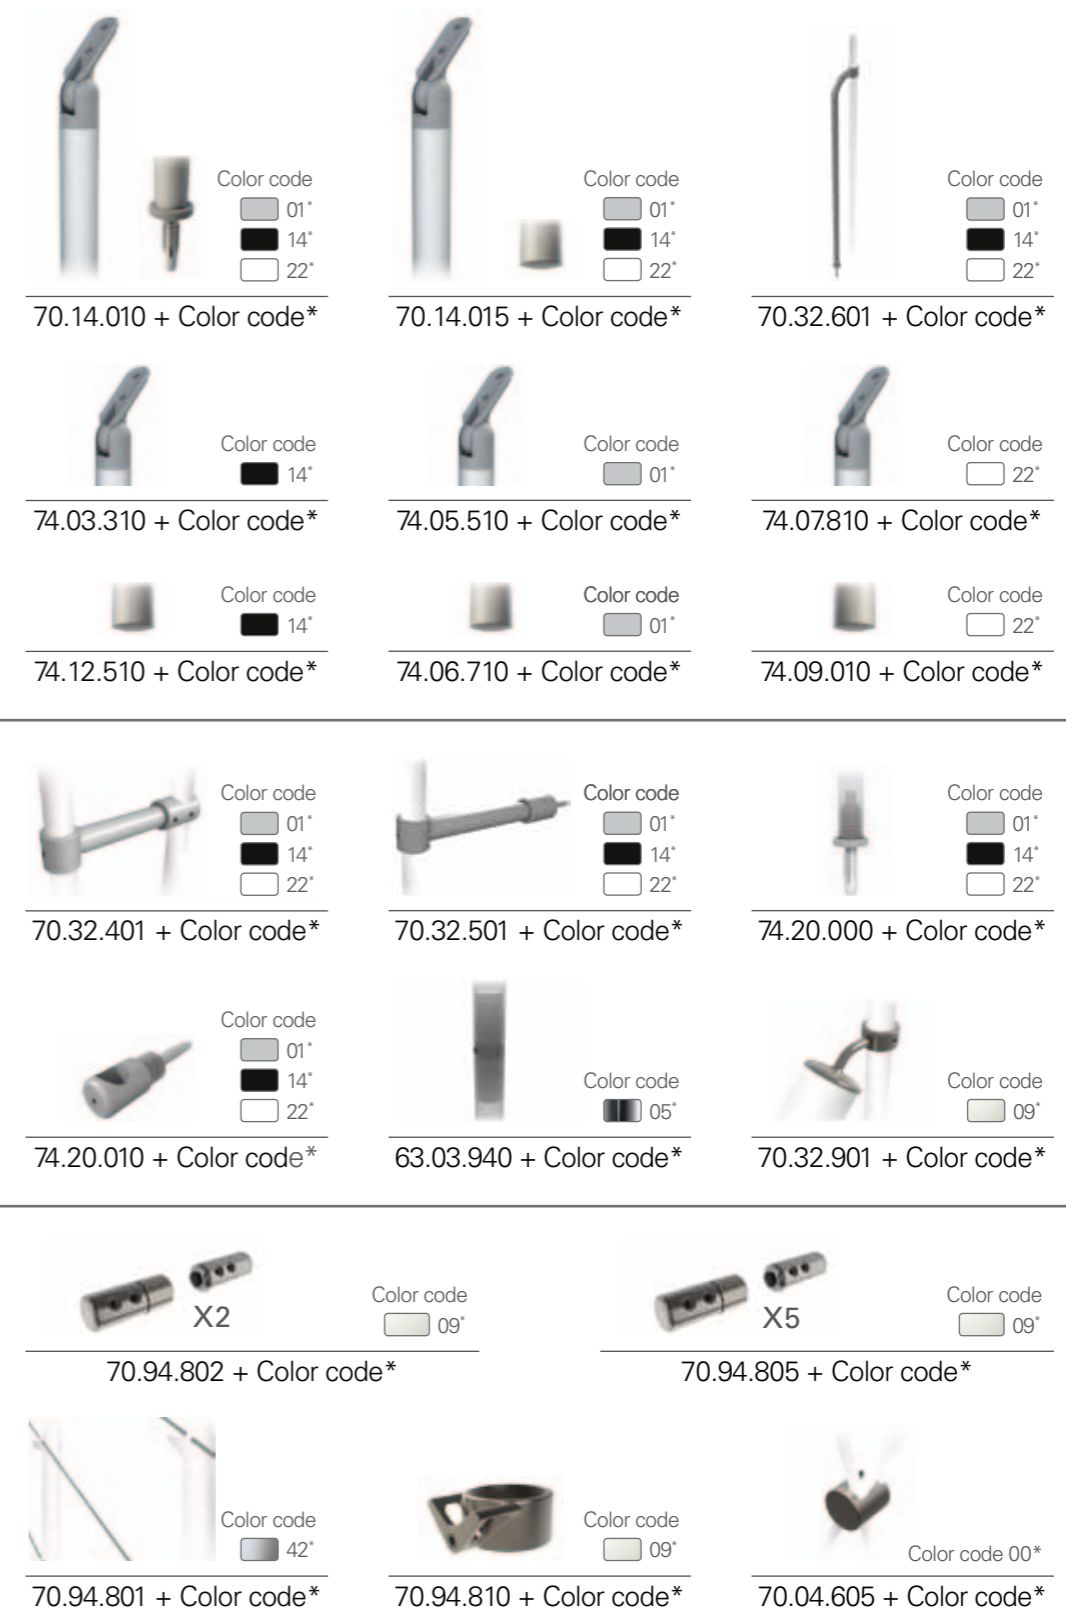 Color code
01*
14*
22*
70.14.010 + Color code*
Color code
01*
14*
22*
70.14.015 + Color code*
Color code
01*
14*
22*
70.32.601 + Color code*
Color code
14*
74.03.310 + Color code*
Color code
01*
74.05.510 + Color code*
Color code
22*
74.07.810 + Color code*
Color code
14*
74.12.510 + Color code*
Color code
01*
74.06.710 + Color code*
Color code
22*
74.09.010 + Color code*
Color code
01*
14*
22*
70.32.401 + Color code*
Color code
01*
14*
22*
70.32.501 + Color code*
Color code
01*
14*
22*
74.20.000 + Color code*
Color code
01*
14*
22*
74.20.010 + Color code*
Color code
05*
63.03.940 + Color code*
Color code
09*
70.32.901 + Color code*
X2
Color code
09*
70.94.802 + Color code*
X5
Color code
09*
70.94.805 + Color code*
Color code
42*
70.94.801 + Color code*
Color code
09*
70.94.810 + Color code*
Color code 00*
70.04.605 + Color code*